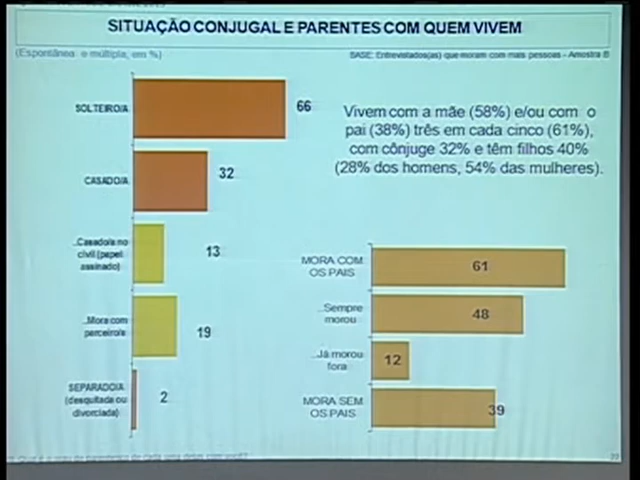 SITUAÇÃO CONJUGAL E PARENTES COM QUEM VIVEM
(Espontânea e múltipla, em %)
BASE: Entrevistados(as) que moram com mais pessoas - Amostra B
SOLTEIRO/A
66
CASADO/A
32
..Casado/a no
civil (papel
assinado)
13
..Mora com
parceiro/a
19
SEPARADO/A
(desquitada ou
divorciada)
2
Vivem com a mãe (58%) e/ou com o
pai (38%) três em cada cinco (61%),
com cônjuge 32% e têm filhos 40%
(28% dos homens, 54% das mulheres).
MORA COM
OS PAIS
61
..Sempre
morou
48
..Já morou
fora
12
MORA SEM
OS PAIS
39